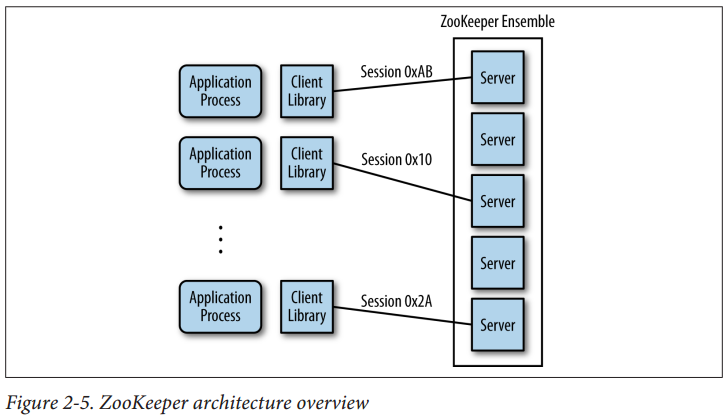 ZooKeeper Ensemble
Application
Process
Client
Library
Session 0xAB
Server
Server
Application
Process
Client
Library
Session 0x10
Server
Server
Application
Process
Client
Library
Session 0x2A
Server
Figure 2-5. ZooKeeper architecture overview